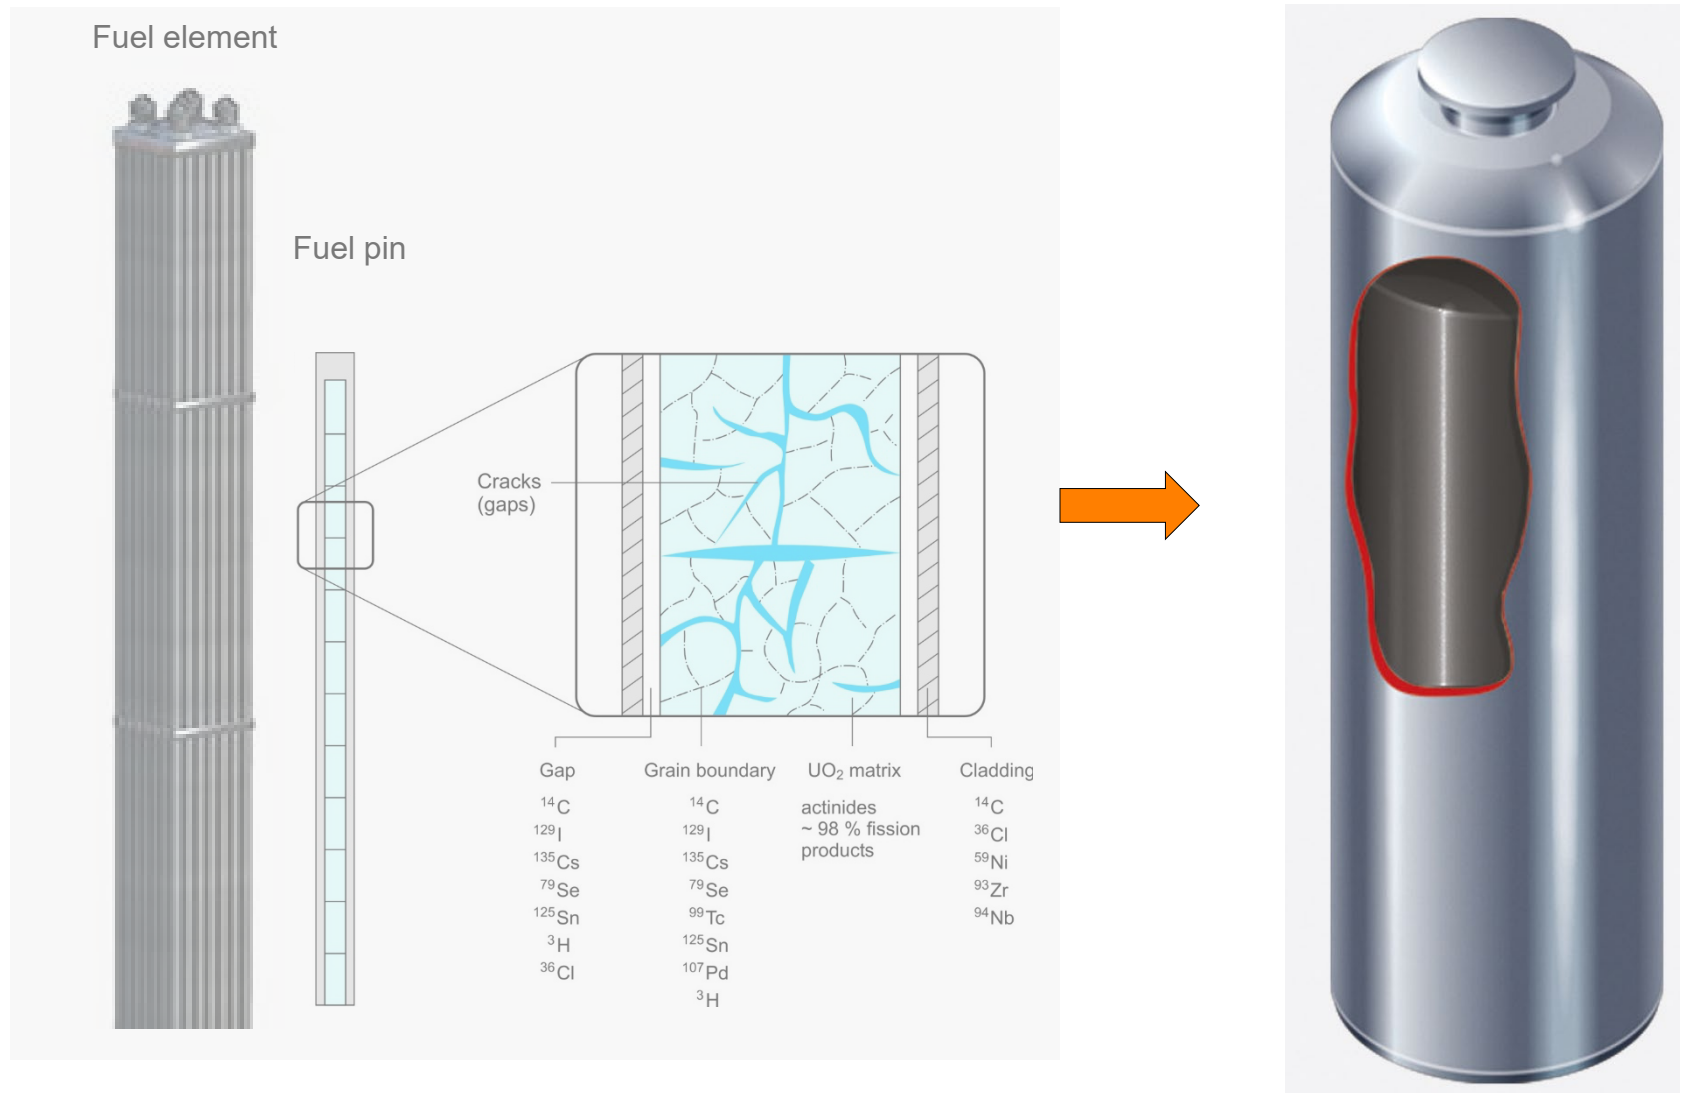 Fuel element
Fuel pin
Cracks
(gaps)
Gap
¹⁴C
¹²⁹I
¹³⁵Cs
⁷⁹Se
¹²⁵Sn
³H
³⁶Cl
Grain boundary
¹⁴C
¹²⁹I
¹³⁵Cs
⁷⁹Se
⁹⁹Tc
¹²⁵Sn
¹⁰⁷Pd
³H
UO₂ matrix
actinides
~ 98 % fission
products
Cladding
¹⁴C
³⁶Cl
⁵⁹Ni
⁹³Zr
⁹⁴Nb